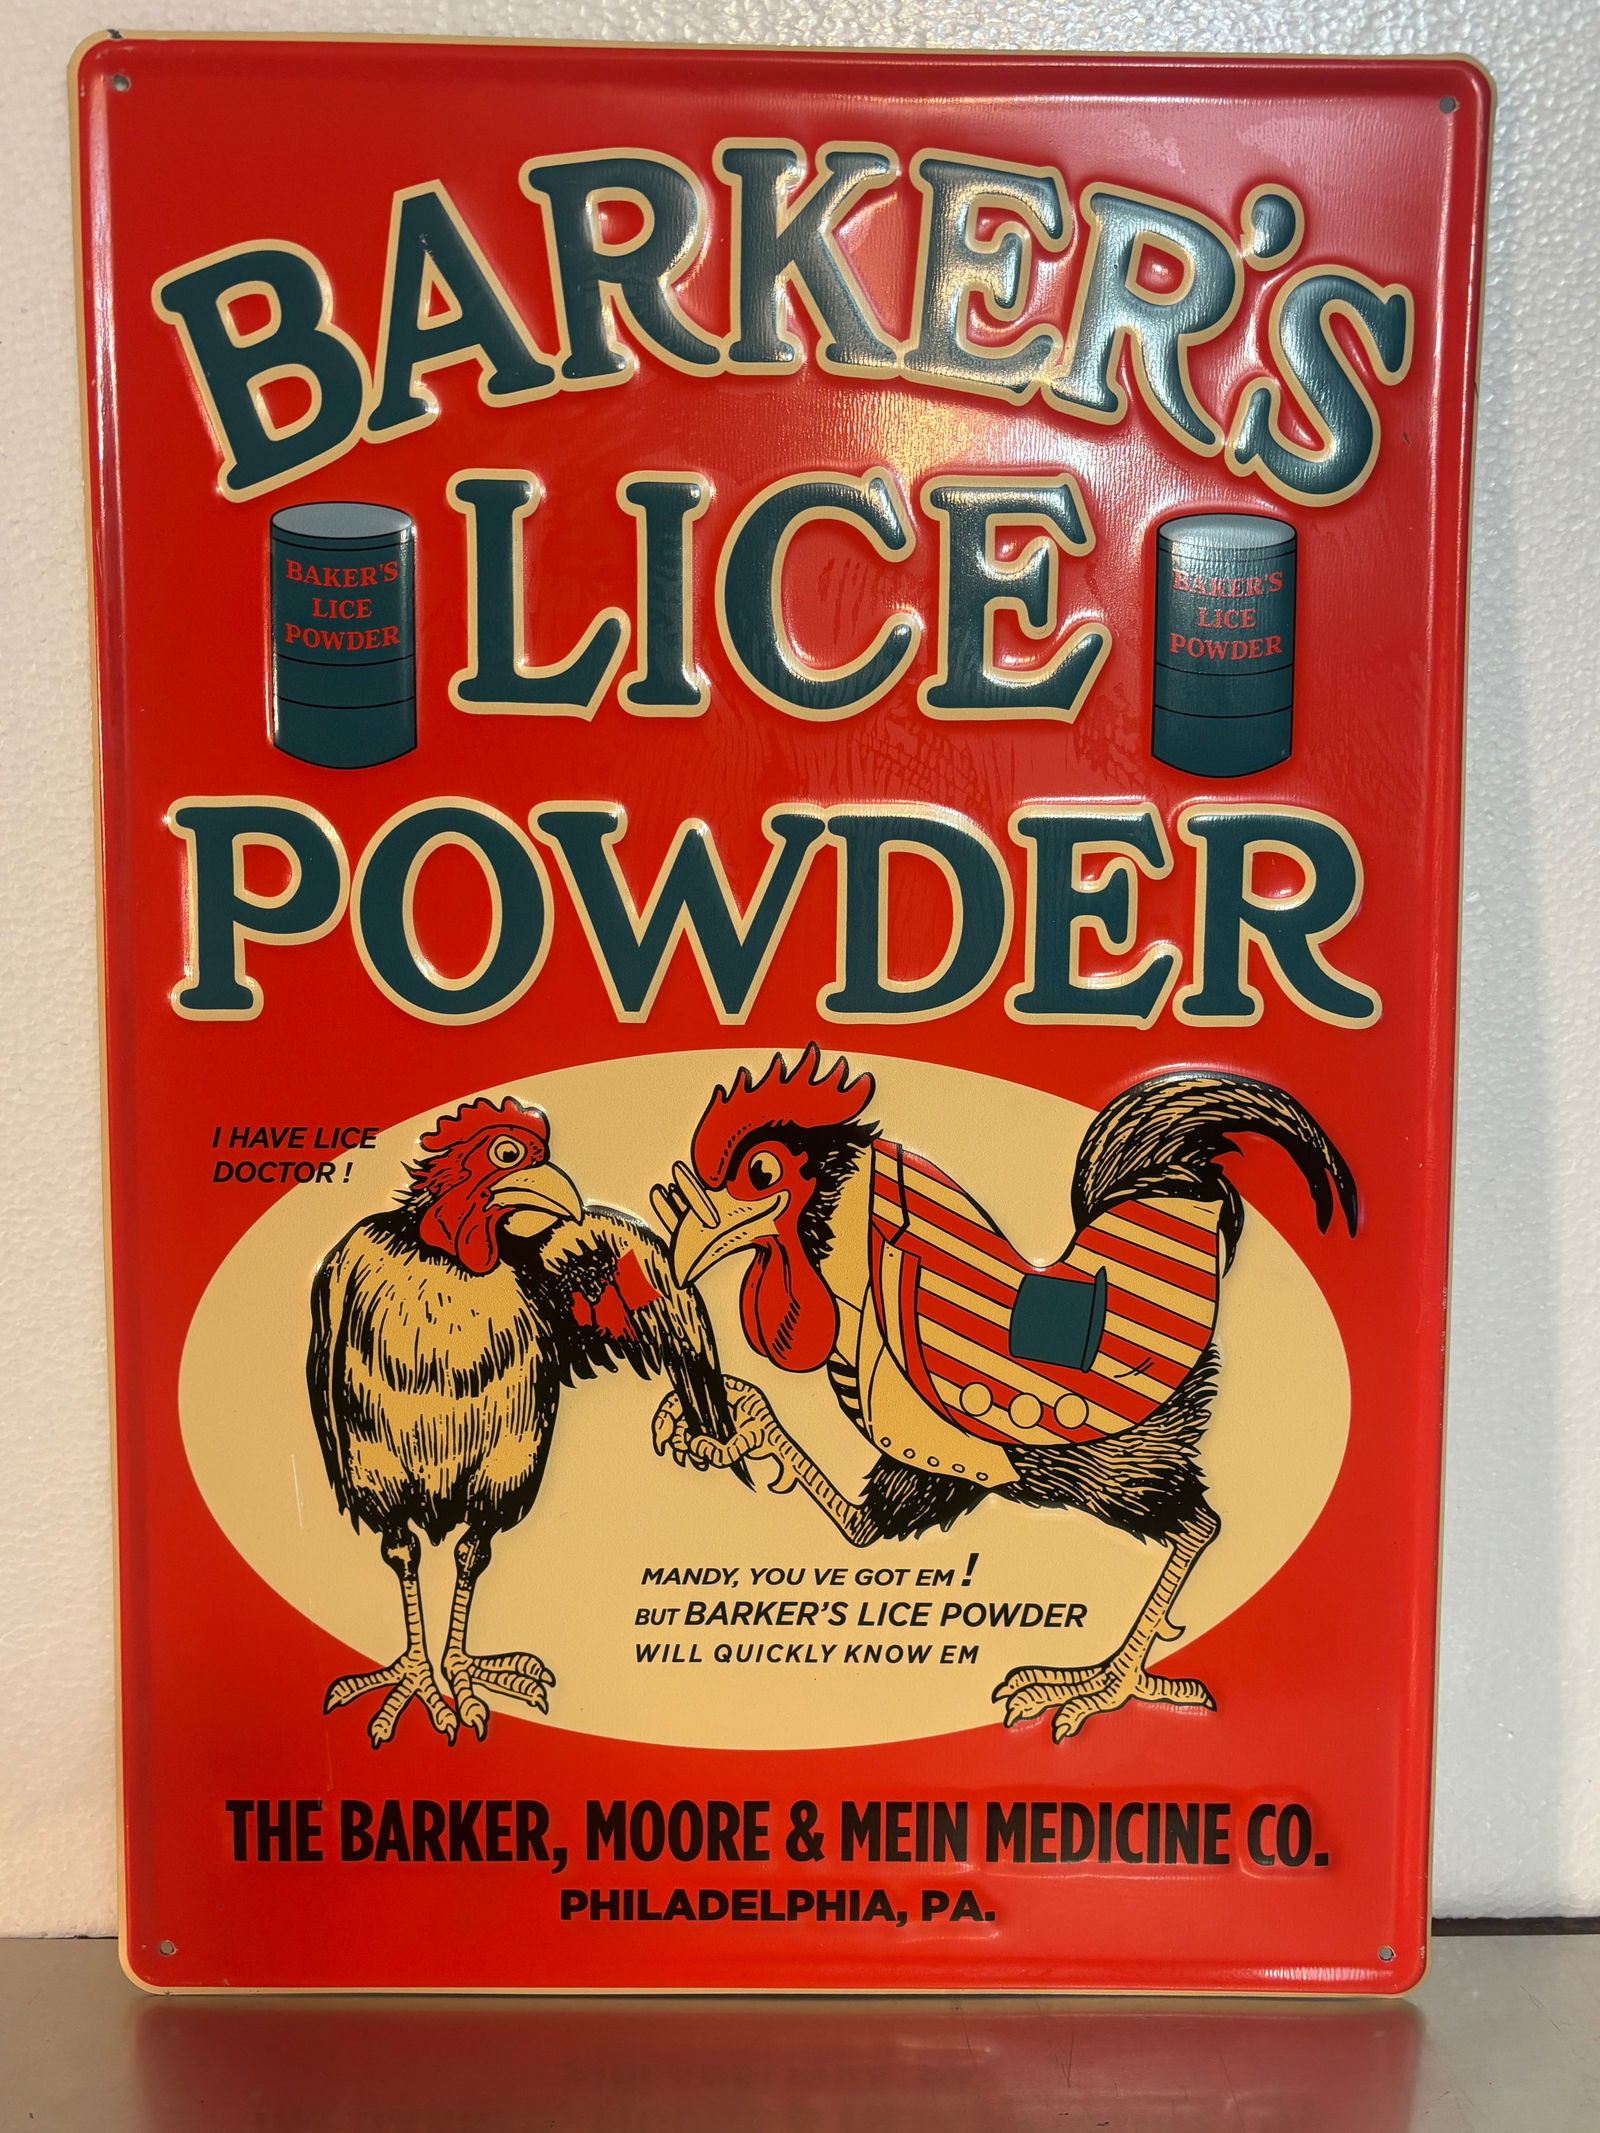 BARKER'S
LICE
POWDER
BAKER'S
LICE
POWDER
BAKER'S
LICE
POWDER
I HAVE LICE
DOCTOR !
MANDY, YOU VE GOT EM !
BUT BARKER'S LICE POWDER
WILL QUICKLY KNOW EM
THE BARKER, MOORE & MEIN MEDICINE CO.
PHILADELPHIA, PA.